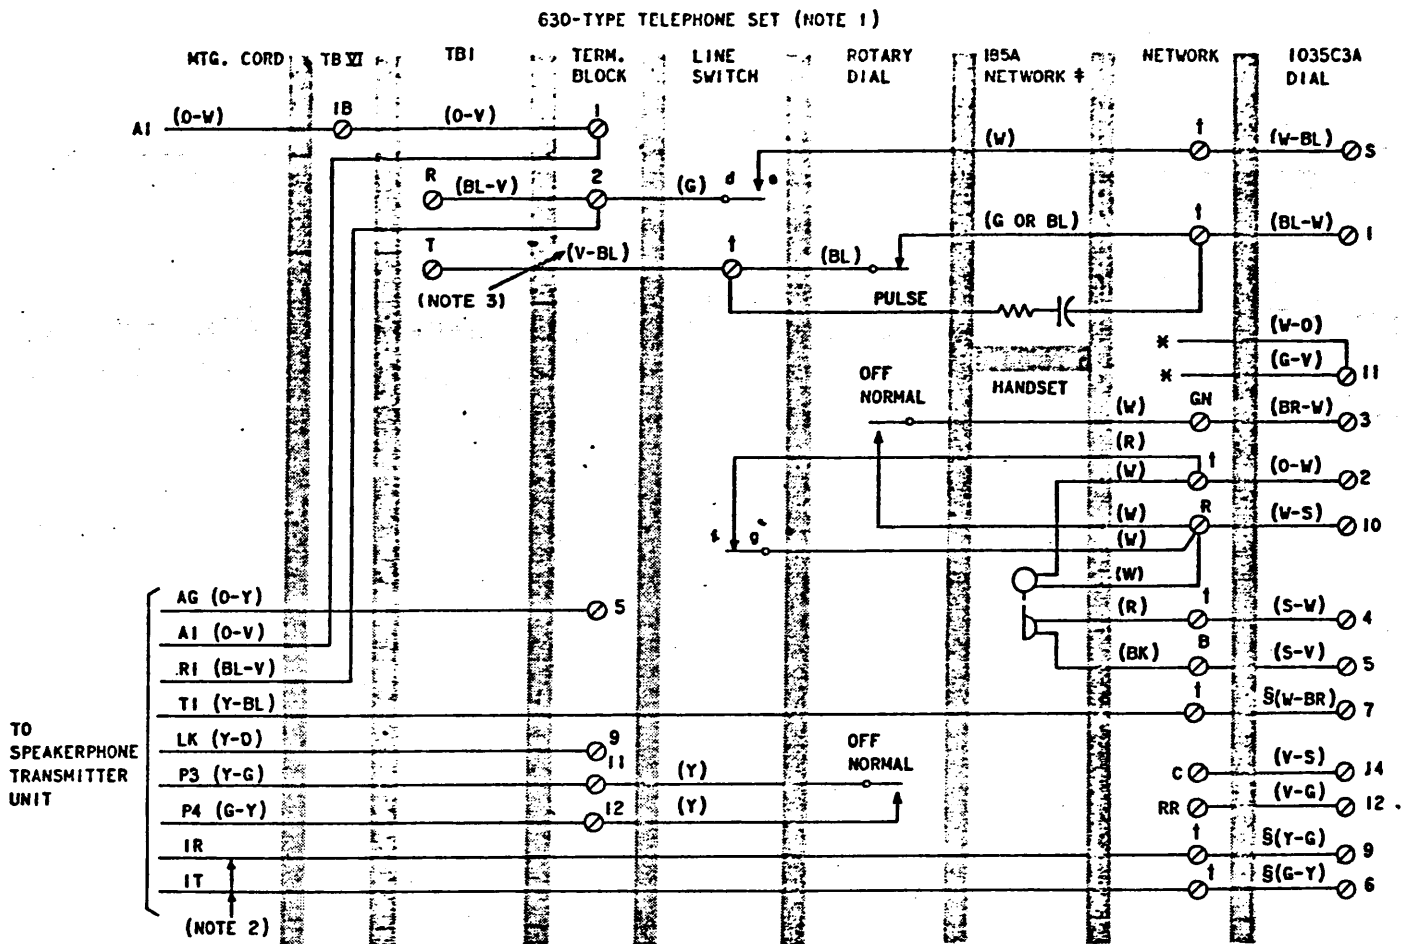 630-TYPE TELEPHONE SET (NOTE 1)
MTG. CORD TB VI TB1 TERM. BLOCK LINE SWITCH ROTARY DIAL 185A NETWORK ‡ NETWORK 1035C3A DIAL
A1 (O-W) 1B (O-V) 1
(W) † (W-BL) S
R (BL-V) 2 (G) d e
(G OR BL) † (BL-W) 1
T (V-BL) † (BL)
(NOTE 3)
PULSE
* (W-O)
* (G-V) 11
HANDSET
OFF NORMAL
(W) GN (BR-W) 3
(R)
(W) † (O-W) 2
(W) R (W-S) 10
f g (W)
(W)
AG (O-Y) 5
(R) † (S-W) 4
A1 (O-V)
(BK) B (S-V) 5
R1 (BL-V)
T1 (Y-BL) † §(W-BR) 7
TO SPEAKERPHONE TRANSMITTER UNIT
LK (Y-O) 9
OFF NORMAL
C (V-S) 14
P3 (Y-G) 11 (Y)
RR (V-G) 12
P4 (G-Y) 12 (Y)
1R † §(Y-G) 9
1T † §(G-Y) 6
(NOTE 2)